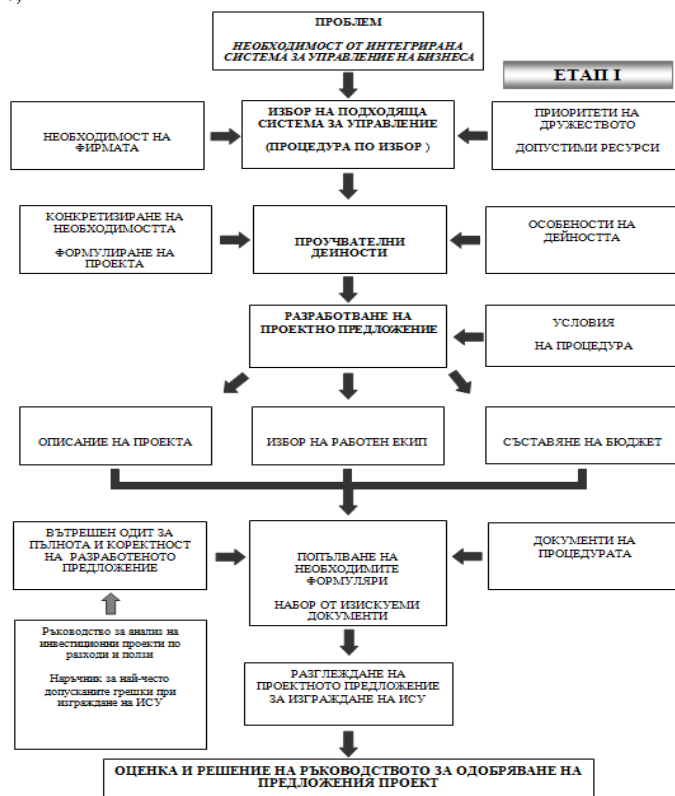 ПРОБЛЕМ
НЕОБХОДИМОСТ ОТ ИНТЕГРИРАНА
СИСТЕМА ЗА УПРАВЛЕНИЕ НА БИЗНЕСА
ЕТАП I
НЕОБХОДИМОСТ НА
ФИРМАТА
ИЗБОР НА ПОДХОДЯЩА
СИСТЕМА ЗА УПРАВЛЕНИЕ
(ПРОЦЕДУРА ПО ИЗБОР )
ПРИОРИТЕТИ НА
ДРУЖЕСТВОТО
ДОПУСТИМИ РЕСУРСИ
КОНКРЕТИЗИРАНЕ НА
НЕОБХОДИМОСТТА
ФОРМУЛИРАНЕ НА
ПРОЕКТА
ПРОУЧВАТЕЛНИ
ДЕЙНОСТИ
ОСОБЕНОСТИ НА
ДЕЙНОСТТА
РАЗРАБОТВАНЕ НА
ПРОЕКТНО ПРЕДЛОЖЕНИЕ
УСЛОВИЯ
НА ПРОЦЕДУРА
ОПИСАНИЕ НА ПРОЕКТА
ИЗБОР НА РАБОТЕН ЕКИП
СЪСТАВЯНЕ НА БЮДЖЕТ
ВЪТРЕШЕН ОДИТ ЗА
ПЪЛНОТА И КОРЕКТНОСТ
НА РАЗРАБОТЕНОТО
ПРЕДЛОЖЕНИЕ
ПОПЪЛВАНЕ НА
НЕОБХОДИМИТЕ
ФОРМУЛЯРИ
НАБОР ОТ ИЗИСКУЕМИ
ДОКУМЕНТИ
ДОКУМЕНТИ НА
ПРОЦЕДУРАТА
Ръководство за анализ на
инвестиционни проекти по
разходи и ползи
Наръчник за най-често
допусканите грешки при
изграждане на ИСУ
РАЗГЛЕЖДАНЕ НА
ПРОЕКТНОТО ПРЕДЛОЖЕНИЕ
ЗА ИЗГРАЖДАНЕ НА ИСУ
ОЦЕНКА И РЕШЕНИЕ НА РЪКОВОДСТВОТО ЗА ОДОБРЯВАНЕ НА
ПРЕДЛОЖЕНИЯ ПРОЕКТ